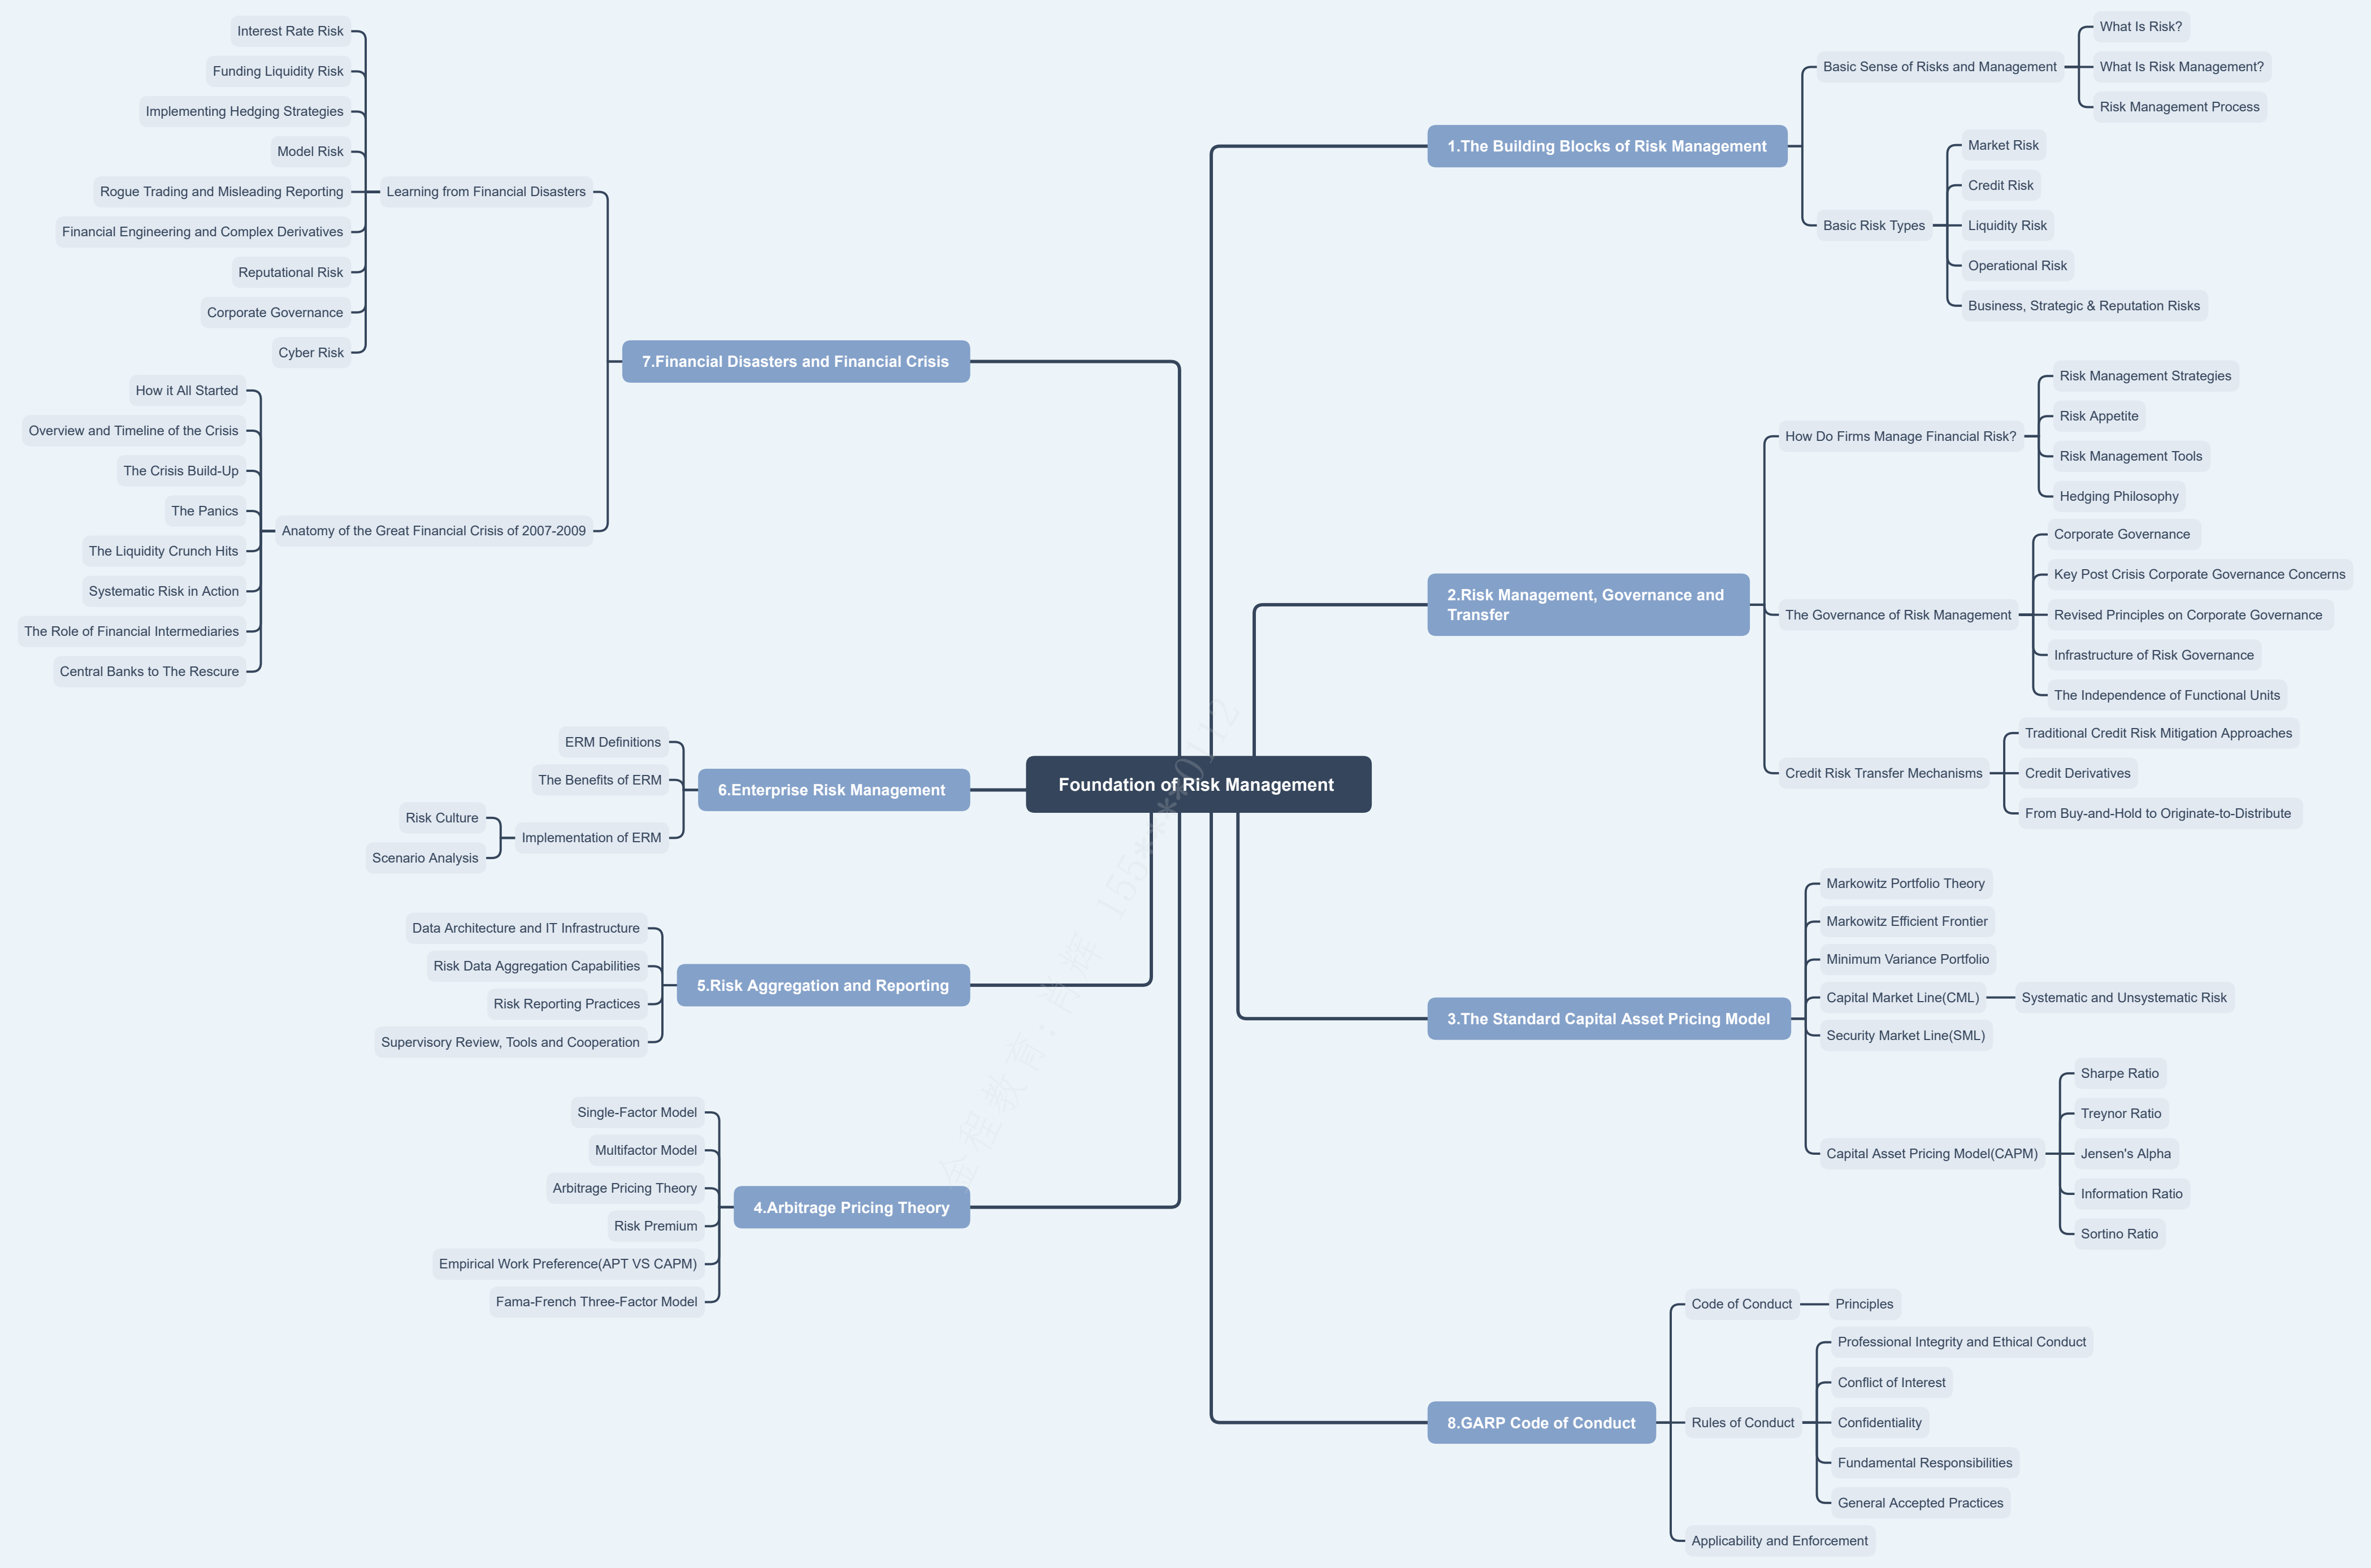 Foundation of Risk Management
1.The Building Blocks of Risk Management
Basic Sense of Risks and Management
What Is Risk?
What Is Risk Management?
Risk Management Process
Basic Risk Types
Market Risk
Credit Risk
Liquidity Risk
Operational Risk
Business, Strategic & Reputation Risks
2.Risk Management, Governance and
Transfer
How Do Firms Manage Financial Risk?
Risk Management Strategies
Risk Appetite
Risk Management Tools
Hedging Philosophy
The Governance of Risk Management
Corporate Governance
Key Post Crisis Corporate Governance Concerns
Revised Principles on Corporate Governance
Infrastructure of Risk Governance
The Independence of Functional Units
Credit Risk Transfer Mechanisms
Traditional Credit Risk Mitigation Approaches
Credit Derivatives
From Buy-and-Hold to Originate-to-Distribute
3.The Standard Capital Asset Pricing Model
Markowitz Portfolio Theory
Markowitz Efficient Frontier
Minimum Variance Portfolio
Capital Market Line(CML)
Systematic and Unsystematic Risk
Security Market Line(SML)
Capital Asset Pricing Model(CAPM)
Sharpe Ratio
Treynor Ratio
Jensen's Alpha
Information Ratio
Sortino Ratio
4.Arbitrage Pricing Theory
Single-Factor Model
Multifactor Model
Arbitrage Pricing Theory
Risk Premium
Empirical Work Preference(APT VS CAPM)
Fama-French Three-Factor Model
5.Risk Aggregation and Reporting
Data Architecture and IT Infrastructure
Risk Data Aggregation Capabilities
Risk Reporting Practices
Supervisory Review, Tools and Cooperation
6.Enterprise Risk Management
ERM Definitions
The Benefits of ERM
Implementation of ERM
Risk Culture
Scenario Analysis
7.Financial Disasters and Financial Crisis
Learning from Financial Disasters
Interest Rate Risk
Funding Liquidity Risk
Implementing Hedging Strategies
Model Risk
Rogue Trading and Misleading Reporting
Financial Engineering and Complex Derivatives
Reputational Risk
Corporate Governance
Cyber Risk
Anatomy of the Great Financial Crisis of 2007-2009
How it All Started
Overview and Timeline of the Crisis
The Crisis Build-Up
The Panics
The Liquidity Crunch Hits
Systematic Risk in Action
The Role of Financial Intermediaries
Central Banks to The Rescure
8.GARP Code of Conduct
Code of Conduct
Principles
Rules of Conduct
Professional Integrity and Ethical Conduct
Conflict of Interest
Confidentiality
Fundamental Responsibilities
General Accepted Practices
Applicability and Enforcement
金程教育: